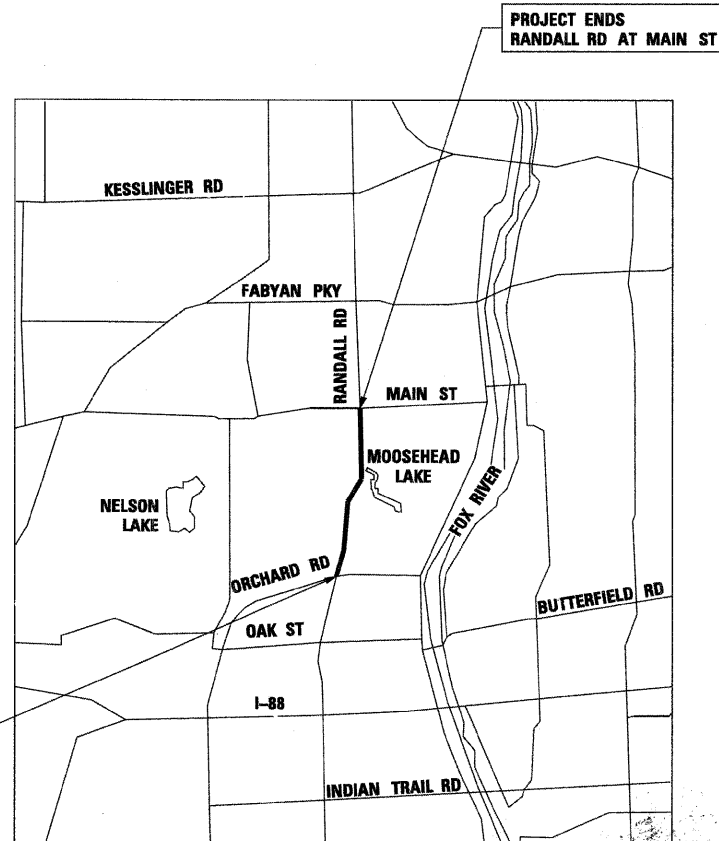 PROJECT ENDS
RANDALL RD AT MAIN ST
KESSLINGER RD
FABYAN PKY
RANDALL RD
MAIN ST
MOOSEHEAD
LAKE
NELSON
LAKE
FOX RIVER
ORCHARD RD
BUTTERFIELD RD
OAK ST
I-88
INDIAN TRAIL RD